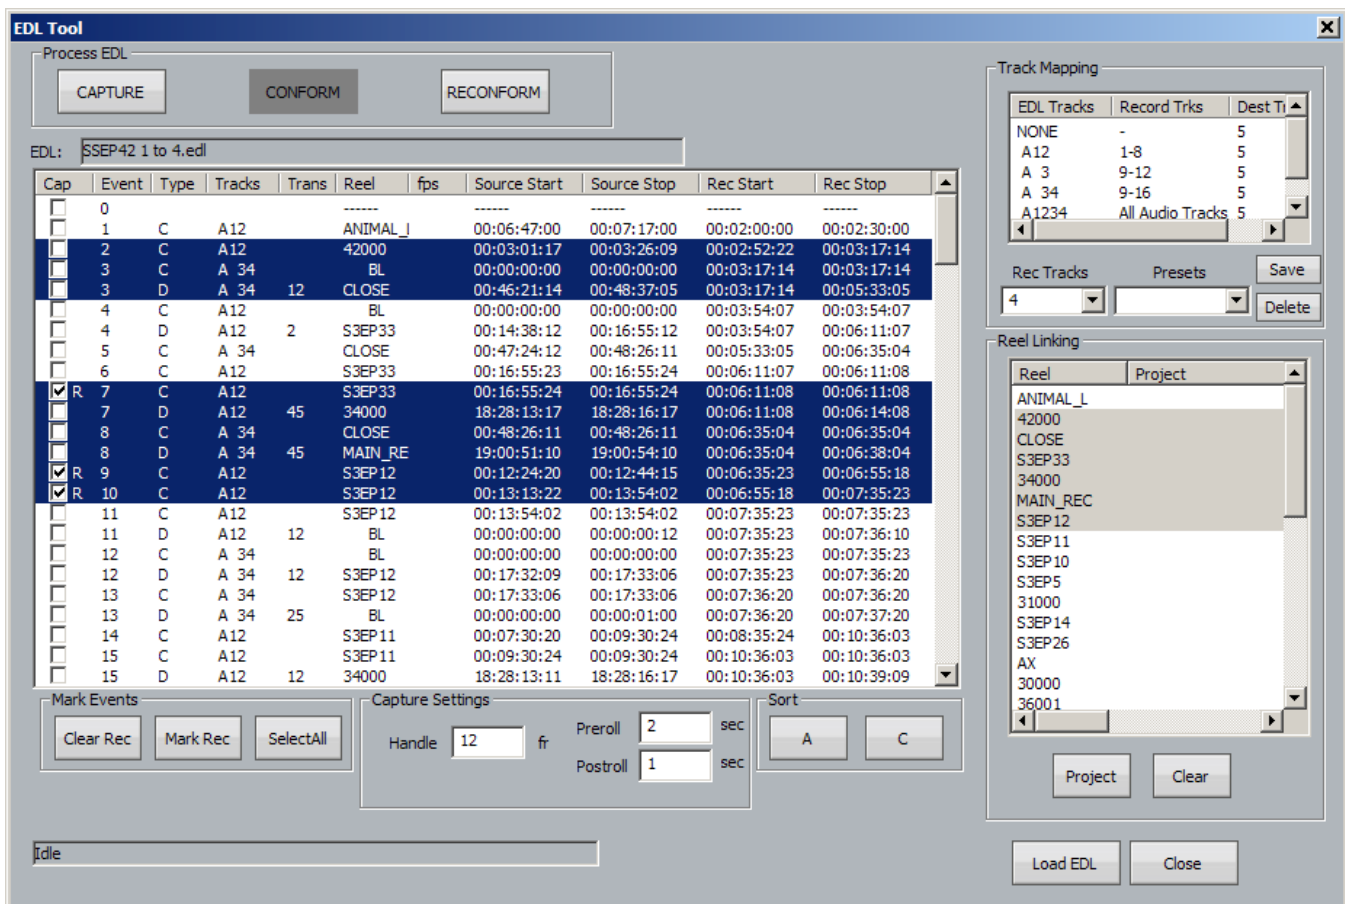 EDL Tool
Process EDL
CAPTURE CONFORM RECONFORM
EDL: SSEP42 1 to 4.edl
Cap Event Type Tracks Trans Reel fps Source Start Source Stop Rec Start Rec Stop
0 ------ ------ ------ ------ ------
1 C A12 ANIMAL_I 00:06:47:00 00:07:17:00 00:02:00:00 00:02:30:00
2 C A12 42000 00:03:01:17 00:03:26:09 00:02:52:22 00:03:17:14
3 C A 34 BL 00:00:00:00 00:00:00:00 00:03:17:14 00:03:17:14
3 D A 34 12 CLOSE 00:46:21:14 00:48:37:05 00:03:17:14 00:05:33:05
4 C A12 BL 00:00:00:00 00:00:00:00 00:03:54:07 00:03:54:07
4 D A12 2 S3EP33 00:14:38:12 00:16:55:12 00:03:54:07 00:06:11:07
5 C A 34 CLOSE 00:47:24:12 00:48:26:11 00:05:33:05 00:06:35:04
6 C A12 S3EP33 00:16:55:23 00:16:55:24 00:06:11:07 00:06:11:08
R 7 C A12 S3EP33 00:16:55:24 00:16:55:24 00:06:11:08 00:06:11:08
7 D A12 45 34000 18:28:13:17 18:28:16:17 00:06:11:08 00:06:14:08
8 C A 34 CLOSE 00:48:26:11 00:48:26:11 00:06:35:04 00:06:35:04
8 D A 34 45 MAIN_RE 19:00:51:10 19:00:54:10 00:06:35:04 00:06:38:04
R 9 C A12 S3EP12 00:12:24:20 00:12:44:15 00:06:35:23 00:06:55:18
R 10 C A12 S3EP12 00:13:13:22 00:13:54:02 00:06:55:18 00:07:35:23
11 C A12 S3EP12 00:13:54:02 00:13:54:02 00:07:35:23 00:07:35:23
11 D A12 12 BL 00:00:00:00 00:00:00:12 00:07:35:23 00:07:36:10
12 C A 34 BL 00:00:00:00 00:00:00:00 00:07:35:23 00:07:35:23
12 D A 34 12 S3EP12 00:17:32:09 00:17:33:06 00:07:35:23 00:07:36:20
13 C A 34 S3EP12 00:17:33:06 00:17:33:06 00:07:36:20 00:07:36:20
13 D A 34 25 BL 00:00:00:00 00:00:01:00 00:07:36:20 00:07:37:20
14 C A12 S3EP11 00:07:30:20 00:09:30:24 00:08:35:24 00:10:36:03
15 C A12 S3EP11 00:09:30:24 00:09:30:24 00:10:36:03 00:10:36:03
15 D A12 12 34000 18:28:13:11 18:28:16:17 00:10:36:03 00:10:39:09
Mark Events
Clear Rec Mark Rec SelectAll
Capture Settings
Handle 12 fr
Preroll 2 sec
Postroll 1 sec
Sort
A C
Idle
Track Mapping
EDL Tracks Record Trks Dest Tr
NONE - 5
A12 1-8 5
A 3 9-12 5
A 34 9-16 5
A1234 All Audio Tracks 5
Rec Tracks Presets Save
4 Delete
Reel Linking
Reel Project
ANIMAL_L
42000
CLOSE
S3EP33
34000
MAIN_REC
S3EP12
S3EP11
S3EP10
S3EP5
31000
S3EP14
S3EP26
AX
30000
36001
Project Clear
Load EDL Close